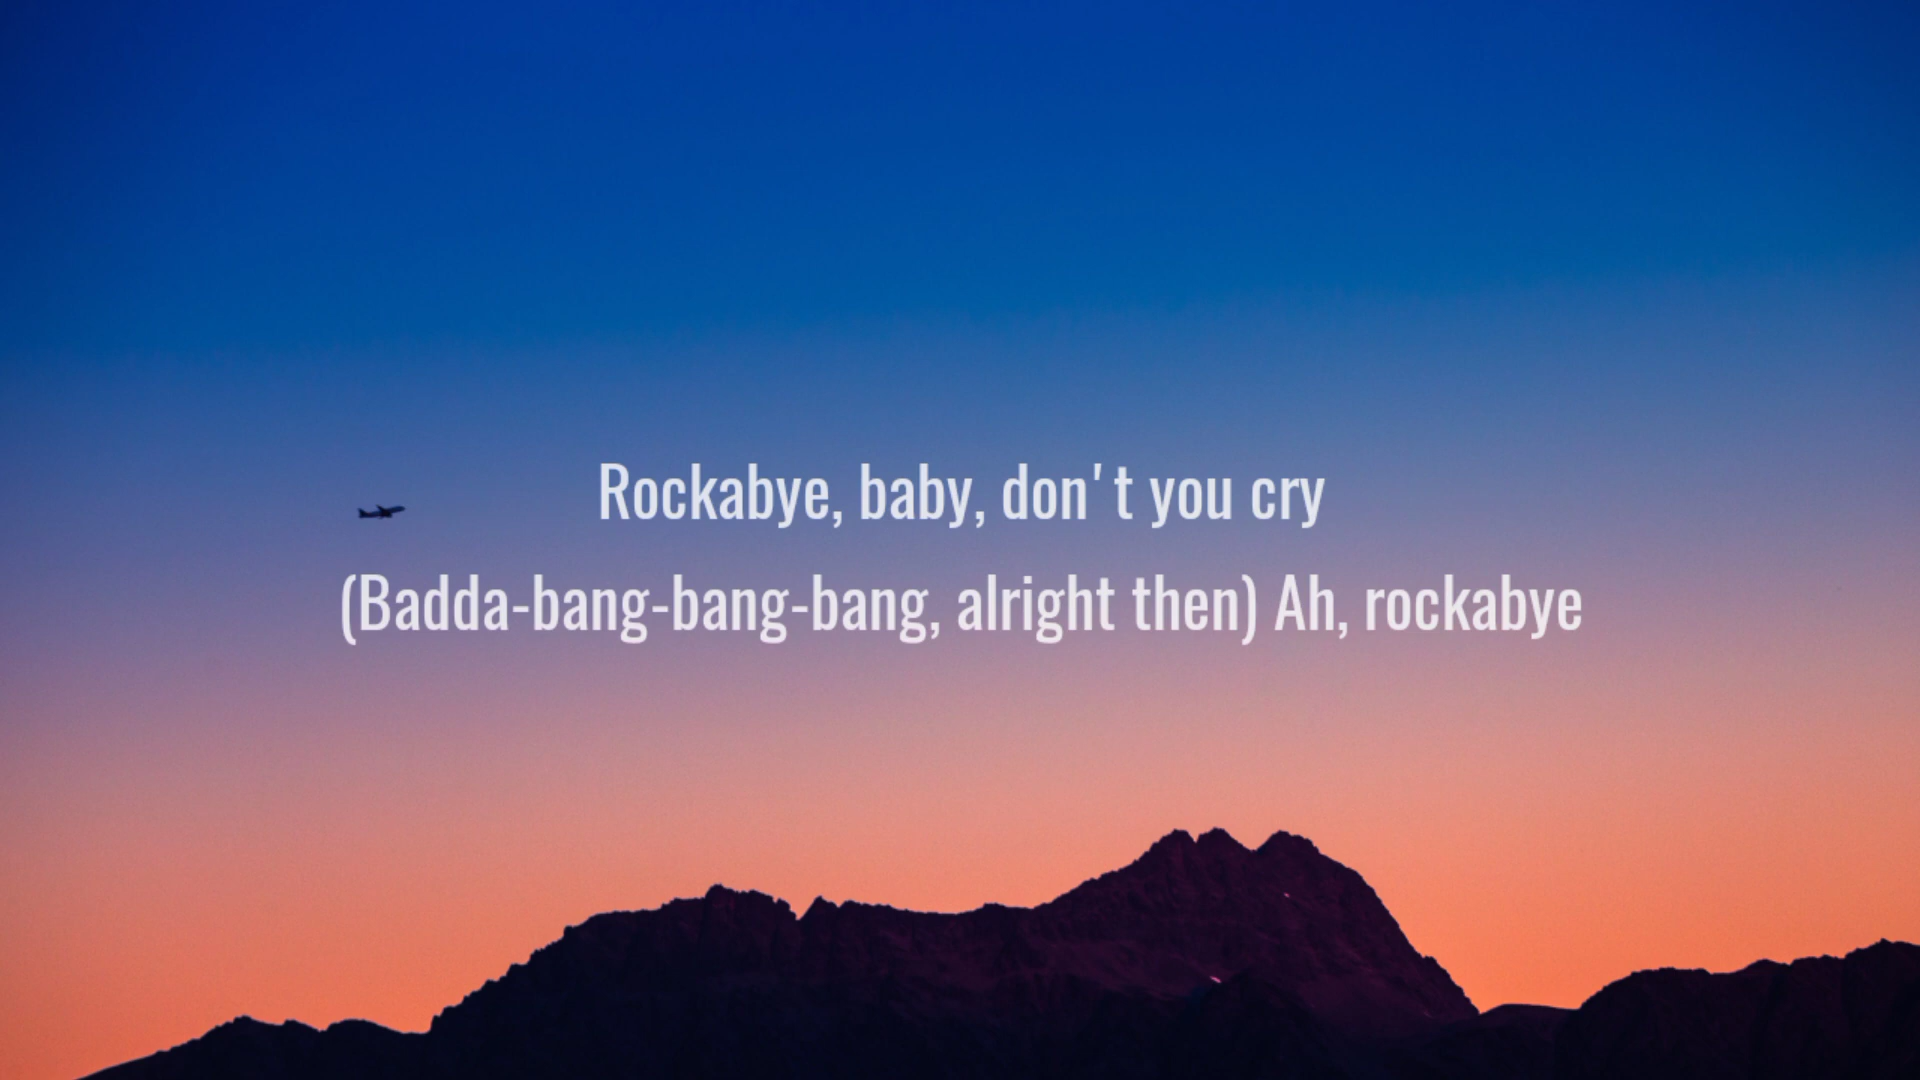 Rockabye, baby, don't you cry
(Badda-bang-bang-bang, alright then) Ah, rockabye